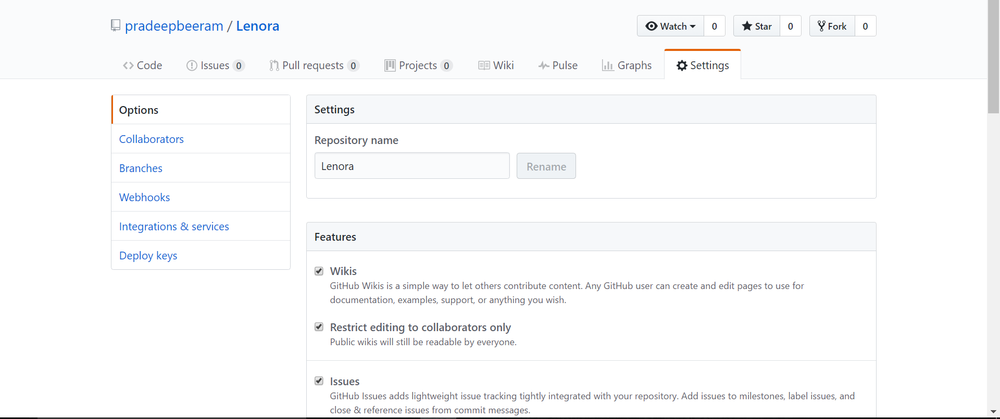 pradeepbeeram / Lenora
Watch 0 Star 0 Fork 0
Code Issues 0 Pull requests 0 Projects 0 Wiki Pulse Graphs Settings
Options
Collaborators
Branches
Webhooks
Integrations & services
Deploy keys
Settings
Repository name
Lenora Rename
Features
Wikis
GitHub Wikis is a simple way to let others contribute content. Any GitHub user can create and edit pages to use for
documentation, examples, support, or anything you wish.
Restrict editing to collaborators only
Public wikis will still be readable by everyone.
Issues
GitHub Issues adds lightweight issue tracking tightly integrated with your repository. Add issues to milestones, label issues, and
close & reference issues from commit messages.